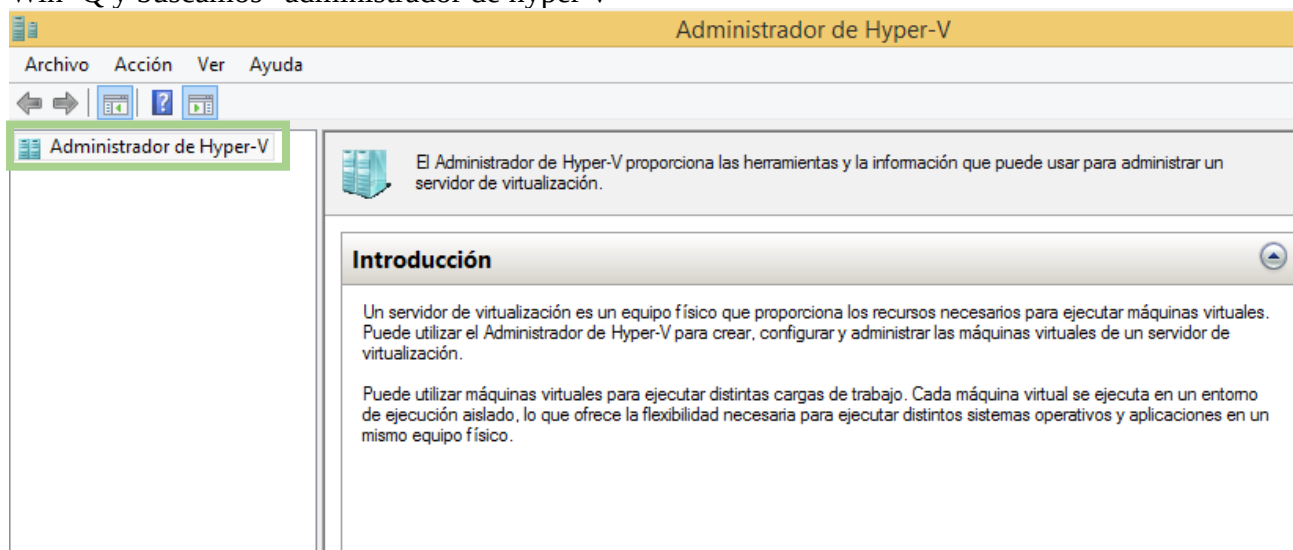 Win+Q y buscamos "administrador de hyper-V"
Administrador de Hyper-V
Archivo Acción Ver Ayuda
Administrador de Hyper-V
El Administrador de Hyper-V proporciona las herramientas y la información que puede usar para administrar un
servidor de virtualización.
Introducción
Un servidor de virtualización es un equipo físico que proporciona los recursos necesarios para ejecutar máquinas virtuales.
Puede utilizar el Administrador de Hyper-V para crear, configurar y administrar las máquinas virtuales de un servidor de
virtualización.
Puede utilizar máquinas virtuales para ejecutar distintas cargas de trabajo. Cada máquina virtual se ejecuta en un entorno
de ejecución aislado, lo que ofrece la flexibilidad necesaria para ejecutar distintos sistemas operativos y aplicaciones en un
mismo equipo físico.